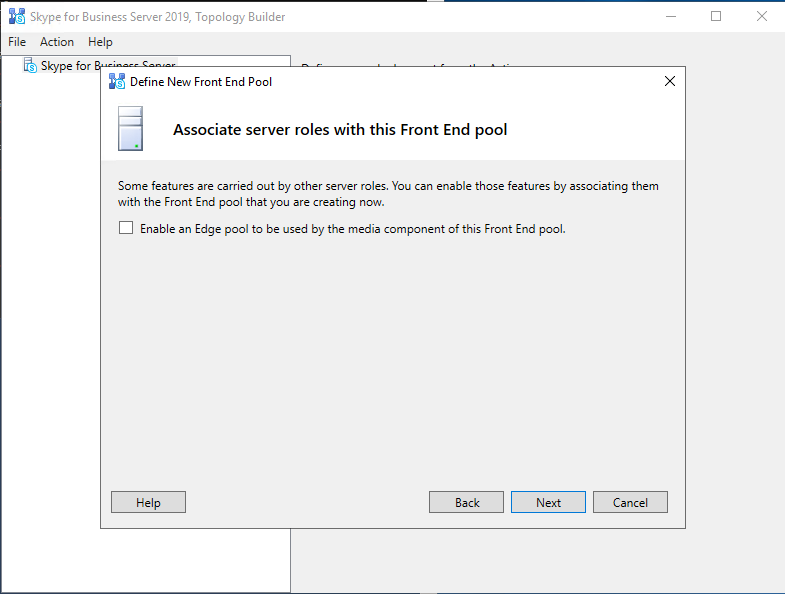 Skype for Business Server 2019, Topology Builder
File Action Help
Skype for Business Server
Define New Front End Pool
Associate server roles with this Front End pool
Some features are carried out by other server roles. You can enable those features by associating them
with the Front End pool that you are creating now.
Enable an Edge pool to be used by the media component of this Front End pool.
Help Back Next Cancel